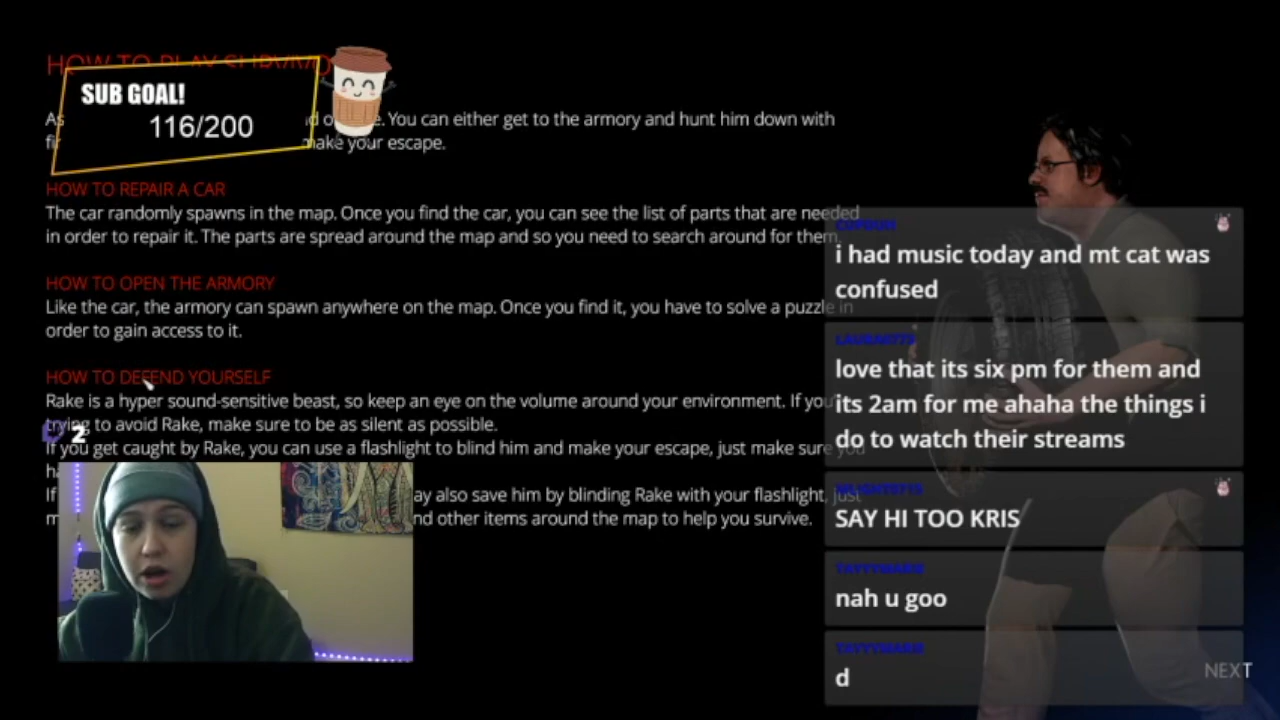 HOW TO PLAY SURVIVO
SUB GOAL!
116/200
You can either get to the armory and hunt him down with
make your escape.
HOW TO REPAIR A CAR
The car randomly spawns in the map. Once you find the car, you can see the list of parts that are needed
in order to repair it. The parts are spread around the map and so you need to search around for them.
HOW TO OPEN THE ARMORY
Like the car, the armory can spawn anywhere on the map. Once you find it, you have to solve a puzzle in
order to gain access to it.
HOW TO DEFEND YOURSELF
Rake is a hyper sound-sensitive beast, so keep an eye on the volume around your environment. If you
trying to avoid Rake, make sure to be as silent as possible.
2
If you get caught by Rake, you can use a flashlight to blind him and make your escape, just make sure you
If
ay also save him by blinding Rake with your flashlight, just
nd other items around the map to help you survive.
i had music today and mt cat was
confused
love that its six pm for them and
its 2am for me ahaha the things i
do to watch their streams
SAY HI TOO KRIS
nah u goo
d
NEXT